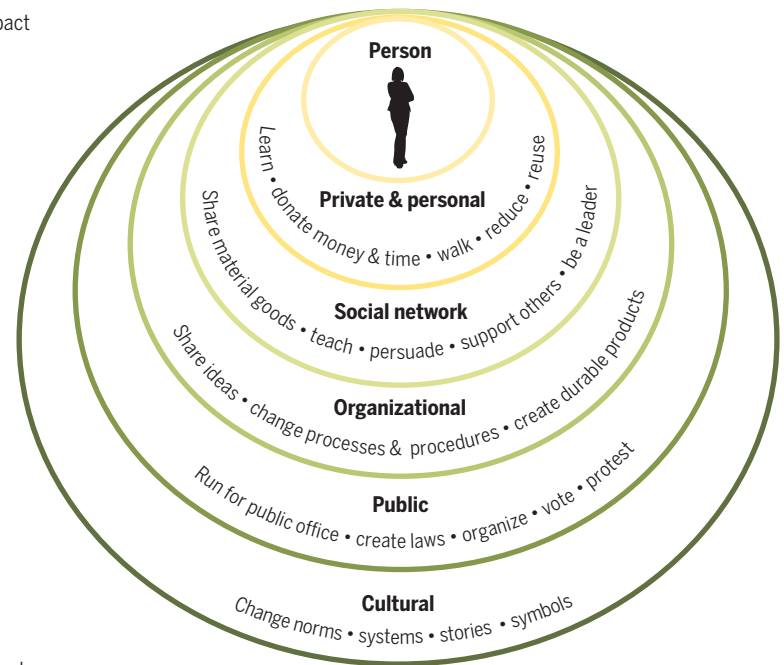 Person
Private & personal
Learn • donate money & time • walk • reduce • reuse
Social network
Share material goods • teach • persuade • support others • be a leader
Organizational
Share ideas • change processes & procedures • create durable products
Public
Run for public office • create laws • organize • vote • protest
Cultural
Change norms • systems • stories • symbols